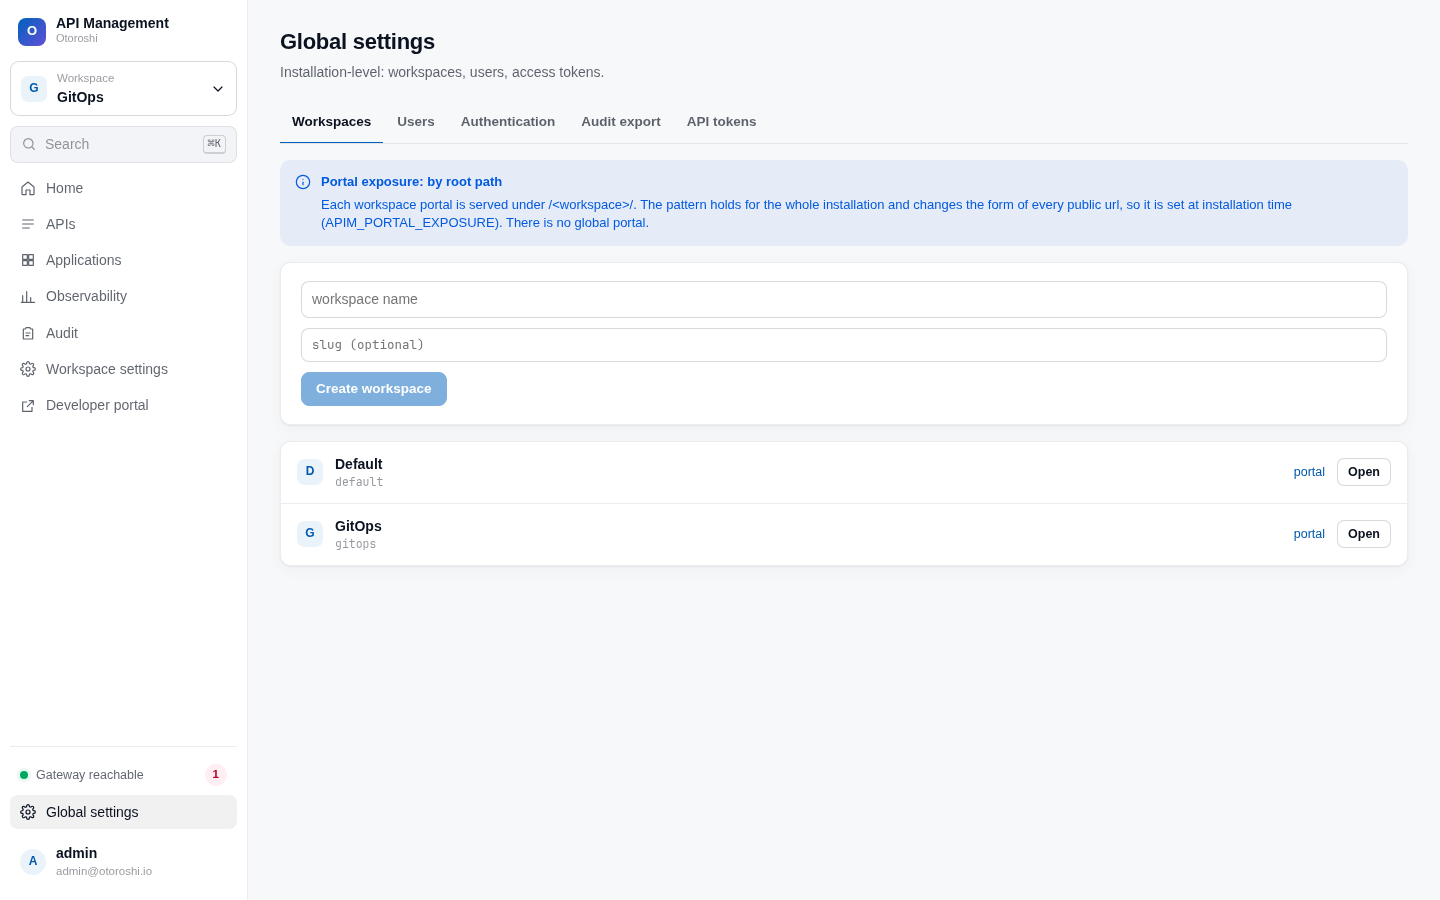 O
API Management
Otoroshi
G
Workspace
GitOps
Search
⌘K
Home
APIs
Applications
Observability
Audit
Workspace settings
Developer portal
Gateway reachable
1
Global settings
A
admin
admin@otoroshi.io
Global settings
Installation-level: workspaces, users, access tokens.
Workspaces Users Authentication Audit export API tokens
Portal exposure: by root path
Each workspace portal is served under /<workspace>/. The pattern holds for the whole installation and changes the form of every public url, so it is set at installation time
(APIM_PORTAL_EXPOSURE). There is no global portal.
workspace name
slug (optional)
Create workspace
D
Default
default
portal
Open
G
GitOps
gitops
portal
Open